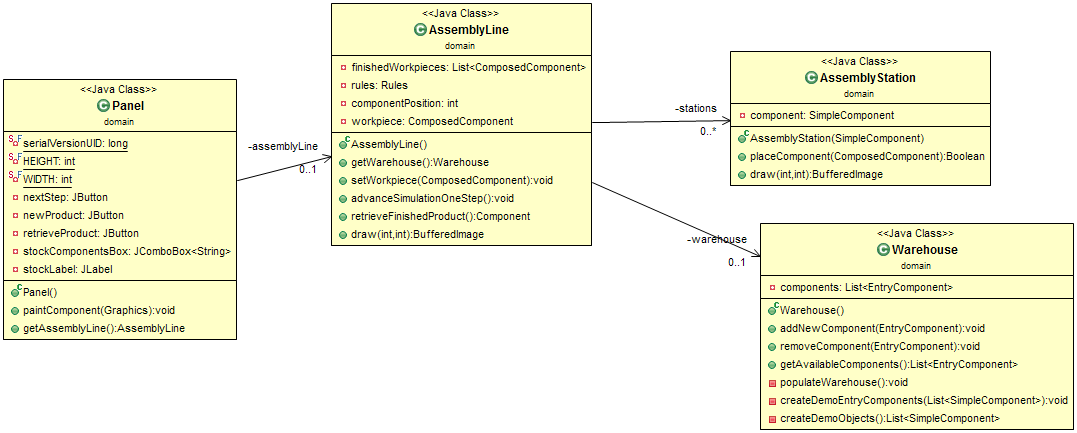 <<Java Class>>
Panel
domain
serialVersionUID: long
HEIGHT: int
WIDTH: int
nextStep: JButton
newProduct: JButton
retrieveProduct: JButton
stockComponentsBox: JComboBox<String>
stockLabel: JLabel
Panel()
paintComponent(Graphics):void
getAssemblyLine():AssemblyLine
-assemblyLine
0..1
<<Java Class>>
AssemblyLine
domain
finishedWorkpieces: List<ComposedComponent>
rules: Rules
componentPosition: int
workpiece: ComposedComponent
AssemblyLine()
getWarehouse():Warehouse
setWorkpiece(ComposedComponent):void
advanceSimulationOneStep():void
retrieveFinishedProduct():Component
draw(int,int):BufferedImage
-stations
0..*
<<Java Class>>
AssemblyStation
domain
component: SimpleComponent
AssemblyStation(SimpleComponent)
placeComponent(ComposedComponent):Boolean
draw(int,int):BufferedImage
-warehouse
0..1
<<Java Class>>
Warehouse
domain
components: List<EntryComponent>
Warehouse()
addNewComponent(EntryComponent):void
removeComponent(EntryComponent):void
getAvailableComponents():List<EntryComponent>
populateWarehouse():void
createDemoEntryComponents(List<SimpleComponent>):void
createDemoObjects():List<SimpleComponent>